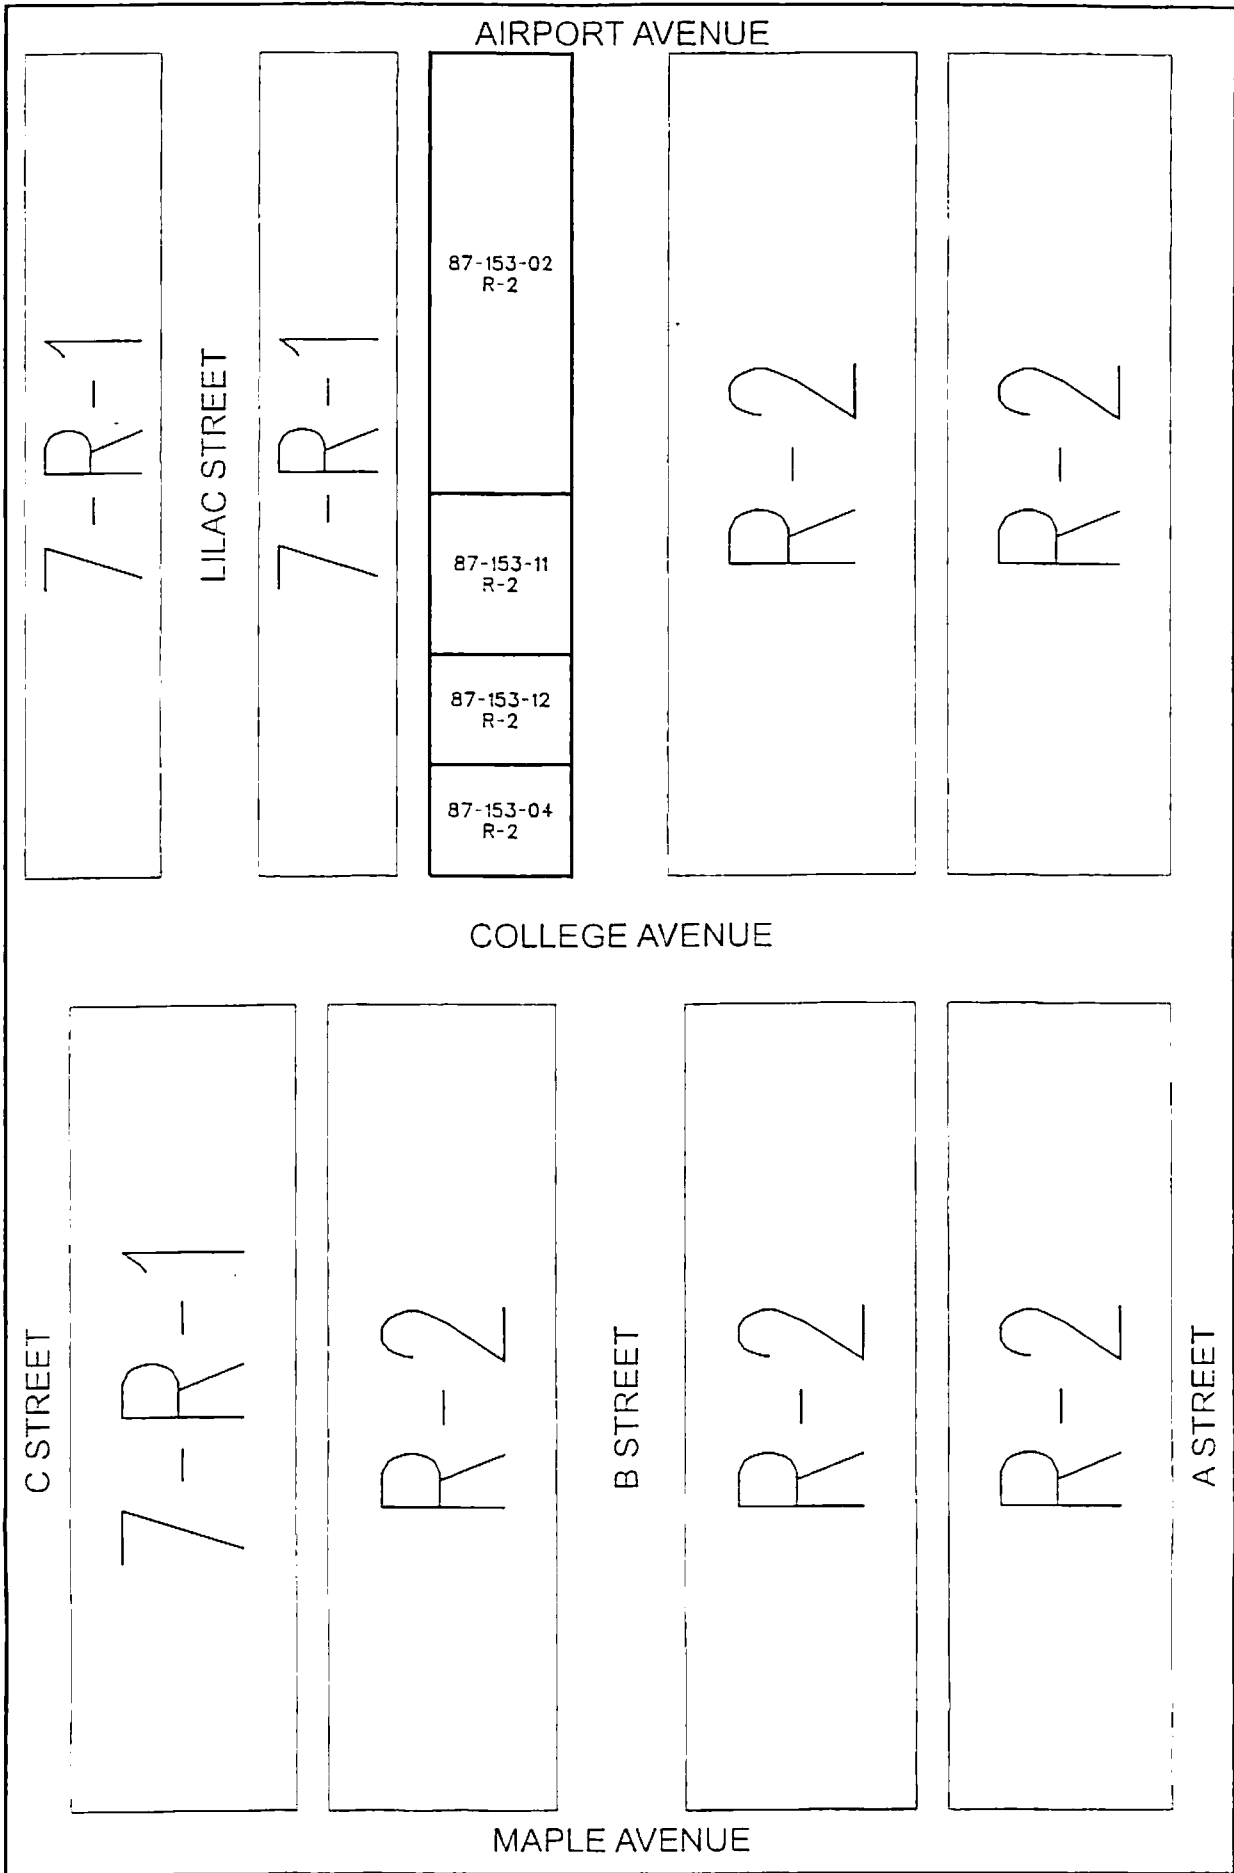 AIRPORT AVENUE
7-R-1
LILAC STREET
7-R-1
87-153-02
R-2
87-153-11
R-2
87-153-12
R-2
87-153-04
R-2
R-2
R-2
COLLEGE AVENUE
C STREET
7-R-1
R-2
B STREET
R-2
R-2
A STREET
MAPLE AVENUE